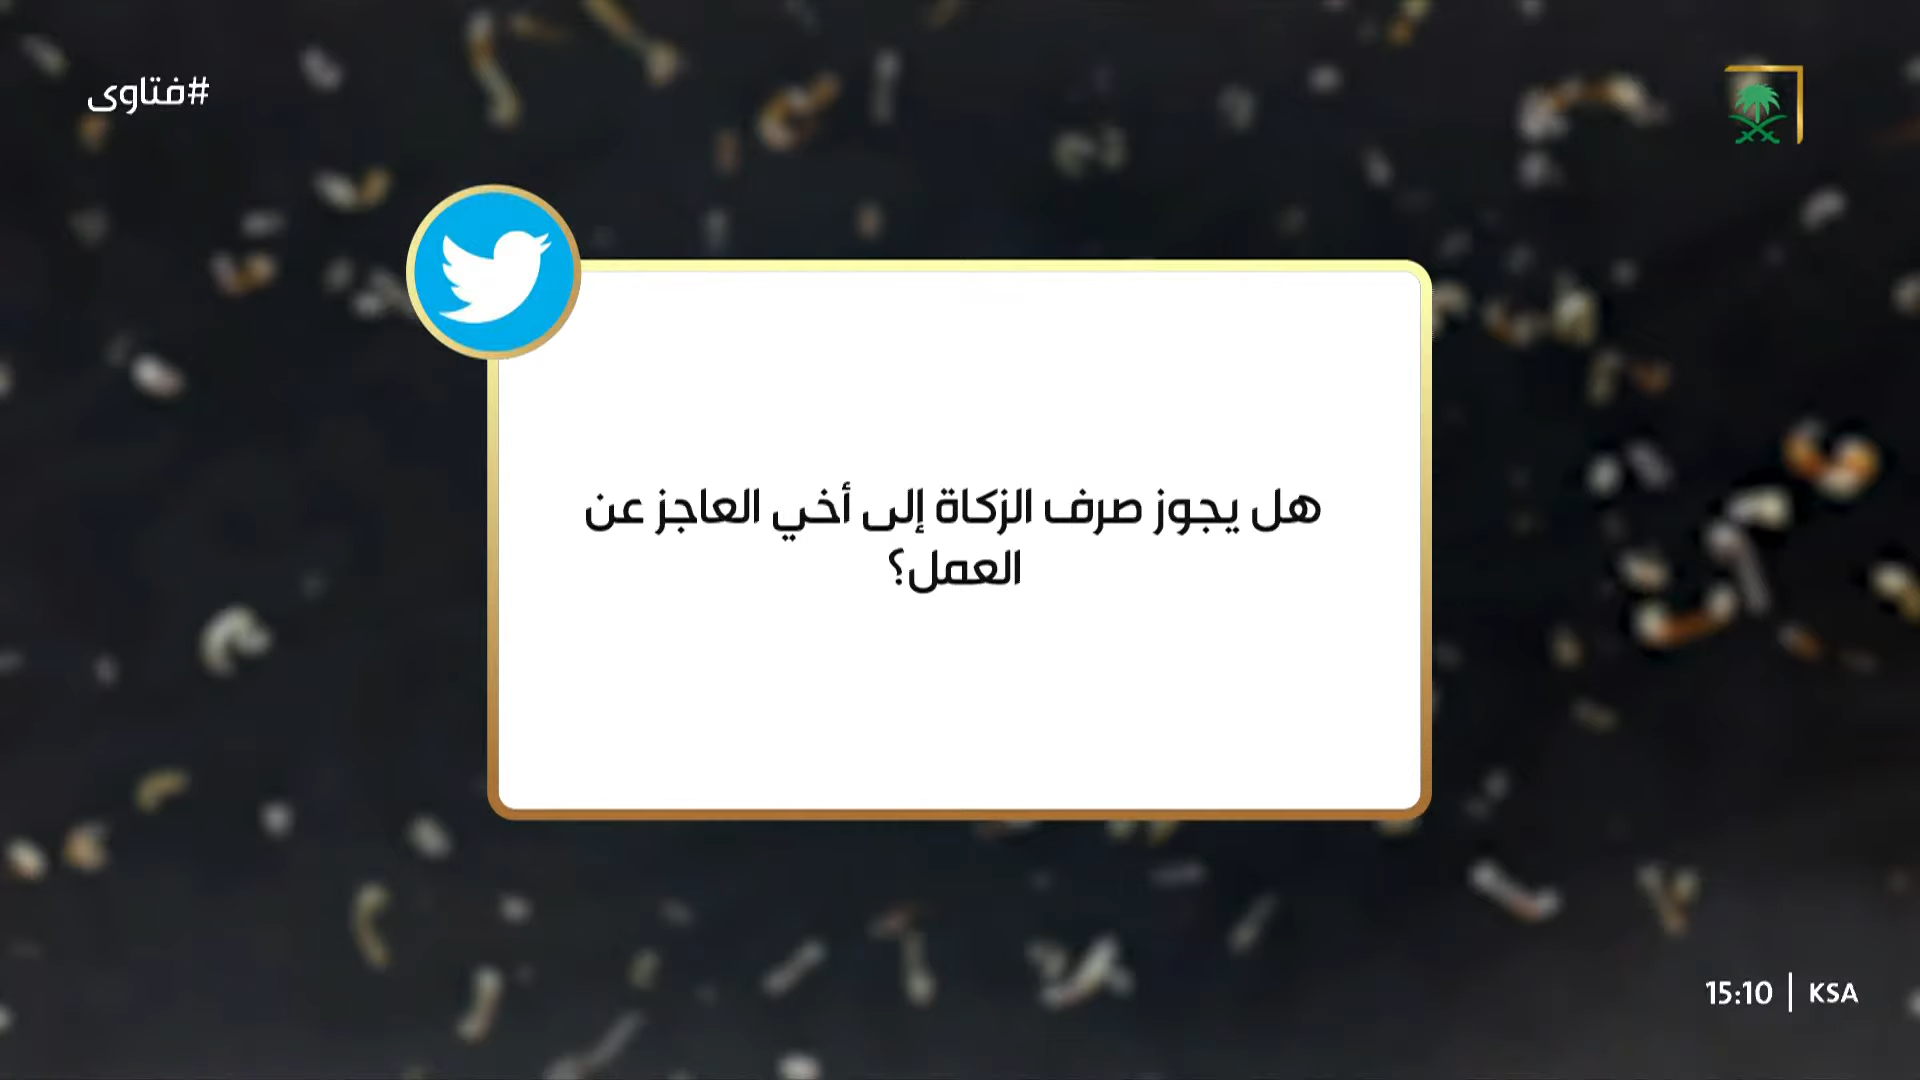 #فتاوى
هل يجوز صرف الزكاة إلى أخي العاجز عن
العمل؟
15:10 | KSA